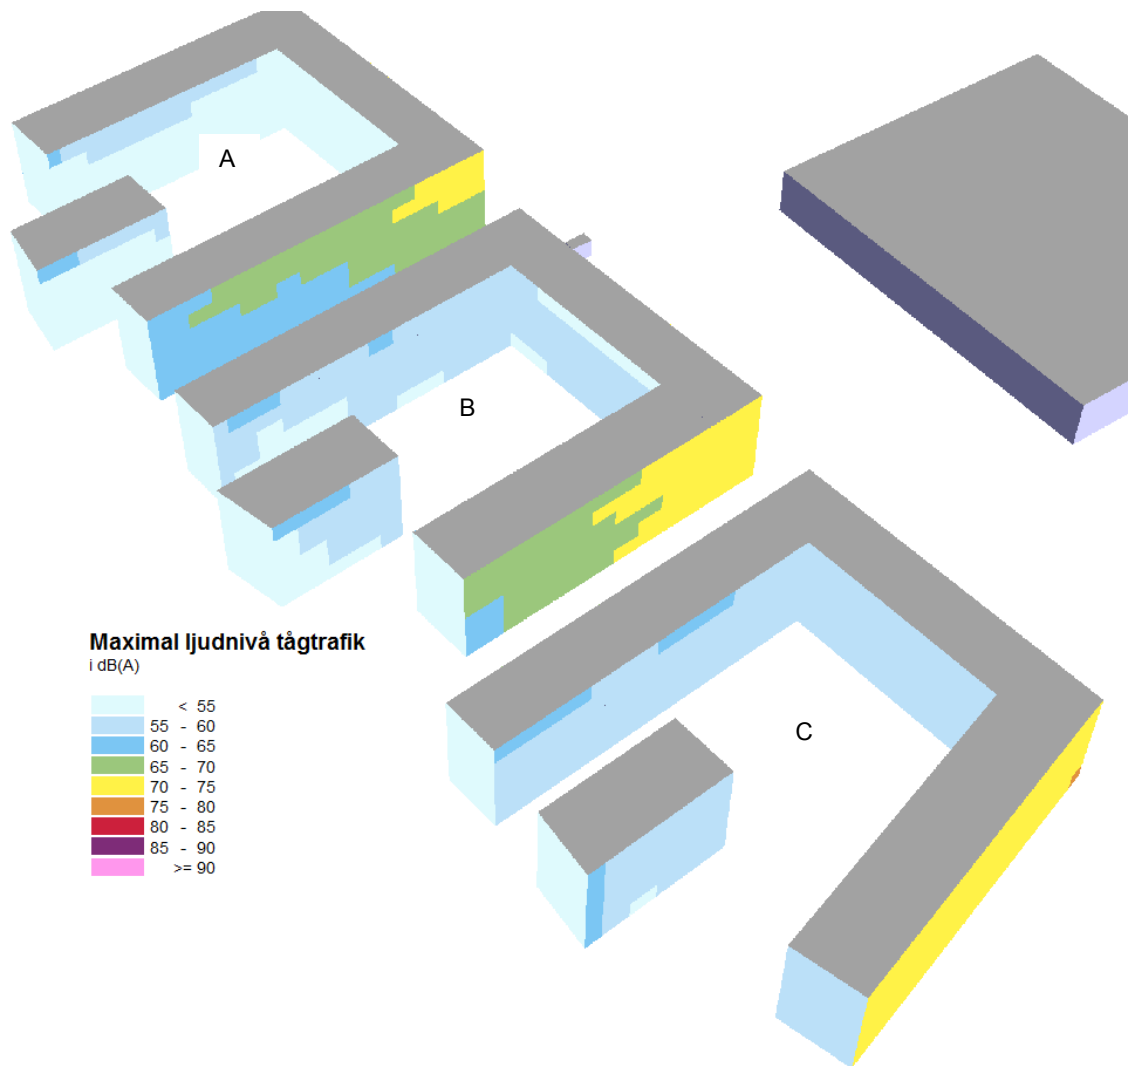 A
B
C
Maximal ljudnivå tågtrafik
i dB(A)
< 55
55 - 60
60 - 65
65 - 70
70 - 75
75 - 80
80 - 85
85 - 90
>= 90